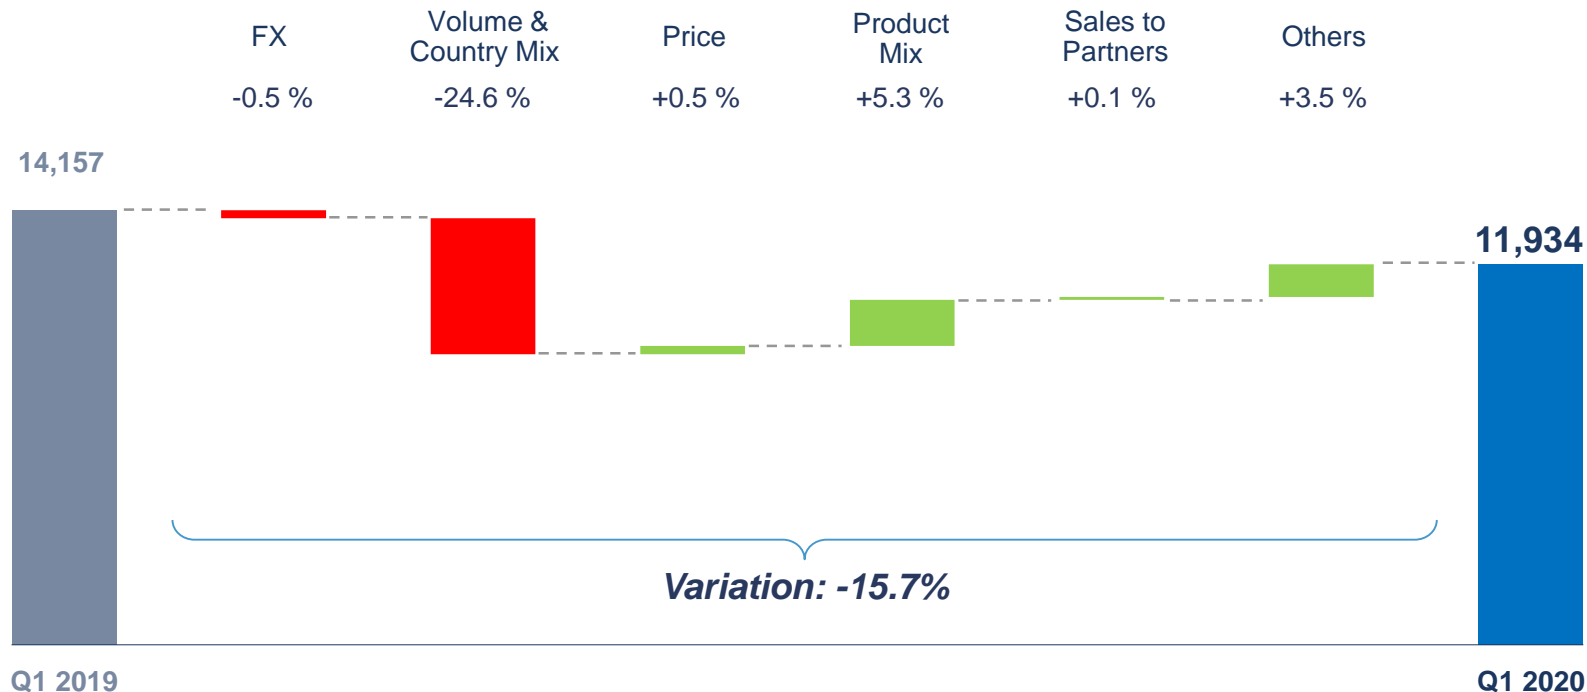 FX
Volume &
Country Mix
Price
Product
Mix
Sales to
Partners
Others
-0.5 %
-24.6 %
+0.5 %
+5.3 %
+0.1 %
+3.5 %
14,157
11,934
Variation: -15.7%
Q1 2019
Q1 2020